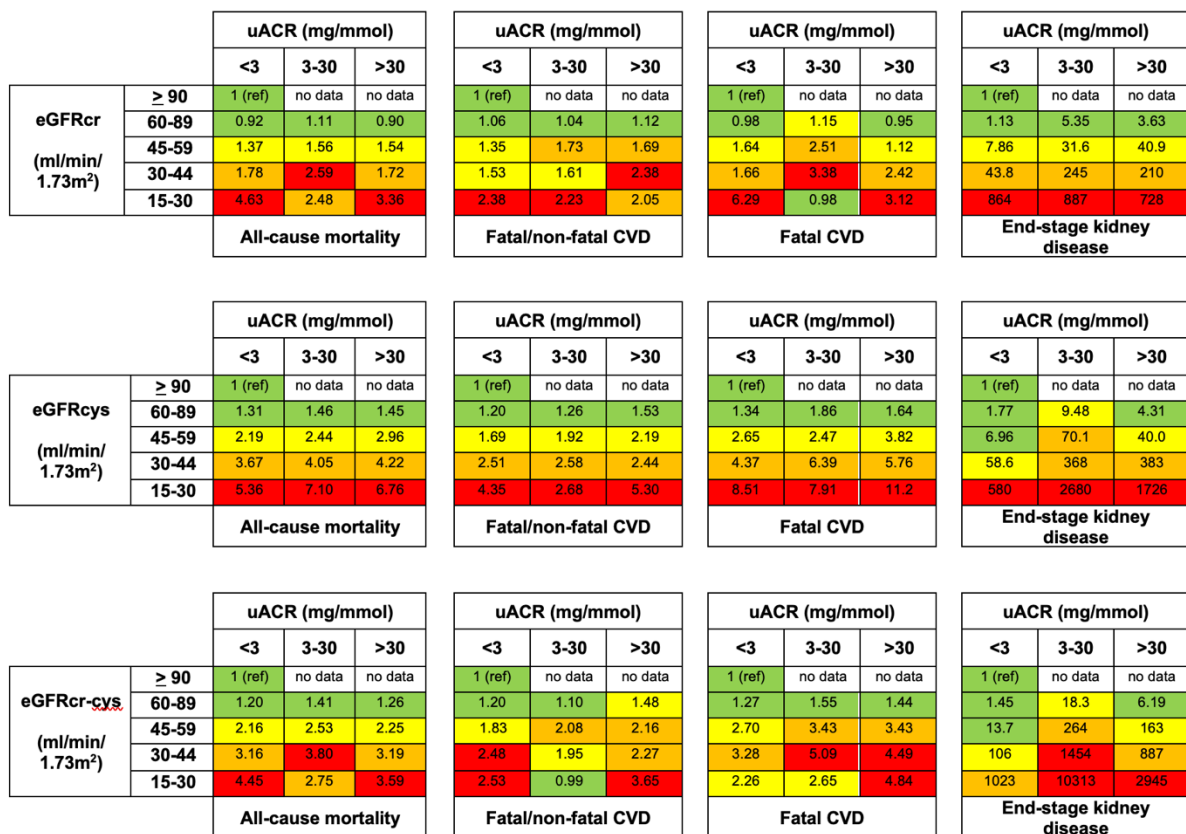 uACR (mg/mmol) uACR (mg/mmol) uACR (mg/mmol) uACR (mg/mmol)
<3 3-30 >30 <3 3-30 >30 <3 3-30 >30 <3 3-30 >30
eGFRcr
(ml/min/
1.73m²)
≥ 90 1 (ref) no data no data 1 (ref) no data no data 1 (ref) no data no data 1 (ref) no data no data
60-89 0.92 1.11 0.90 1.06 1.04 1.12 0.98 1.15 0.95 1.13 5.35 3.63
45-59 1.37 1.56 1.54 1.35 1.73 1.69 1.64 2.51 1.12 7.86 31.6 40.9
30-44 1.78 2.59 1.72 1.53 1.61 2.38 1.66 3.38 2.42 43.8 245 210
15-30 4.63 2.48 3.36 2.38 2.23 2.05 6.29 0.98 3.12 864 887 728
All-cause mortality Fatal/non-fatal CVD Fatal CVD End-stage kidney
disease
uACR (mg/mmol) uACR (mg/mmol) uACR (mg/mmol) uACR (mg/mmol)
<3 3-30 >30 <3 3-30 >30 <3 3-30 >30 <3 3-30 >30
eGFRcys
(ml/min/
1.73m²)
≥ 90 1 (ref) no data no data 1 (ref) no data no data 1 (ref) no data no data 1 (ref) no data no data
60-89 1.31 1.46 1.45 1.20 1.26 1.53 1.34 1.86 1.64 1.77 9.48 4.31
45-59 2.19 2.44 2.96 1.69 1.92 2.19 2.65 2.47 3.82 6.96 70.1 40.0
30-44 3.67 4.05 4.22 2.51 2.58 2.44 4.37 6.39 5.76 58.6 368 383
15-30 5.36 7.10 6.76 4.35 2.68 5.30 8.51 7.91 11.2 580 2680 1726
All-cause mortality Fatal/non-fatal CVD Fatal CVD End-stage kidney
disease
uACR (mg/mmol) uACR (mg/mmol) uACR (mg/mmol) uACR (mg/mmol)
<3 3-30 >30 <3 3-30 >30 <3 3-30 >30 <3 3-30 >30
eGFRcr-cys
(ml/min/
1.73m²)
≥ 90 1 (ref) no data no data 1 (ref) no data no data 1 (ref) no data no data 1 (ref) no data no data
60-89 1.20 1.41 1.26 1.20 1.10 1.48 1.27 1.55 1.44 1.45 18.3 6.19
45-59 2.16 2.53 2.25 1.83 2.08 2.16 2.70 3.43 3.43 13.7 264 163
30-44 3.16 3.80 3.19 2.48 1.95 2.27 3.28 5.09 4.49 106 1454 887
15-30 4.45 2.75 3.59 2.53 0.99 3.65 2.26 2.65 4.84 1023 10313 2945
All-cause mortality Fatal/non-fatal CVD Fatal CVD End-stage kidney
disease